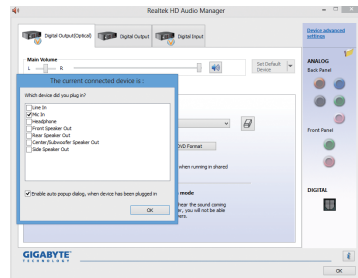 Realtek HD Audio Manager
Digital Output(Optical)
Digital Output
Digital Input
Device advanced settings
Main Volume
L
R
Set Default Device
ANALOG
Back Panel
The current connected device is :
Which device did you plug in?
Line In
Mic In
Headphone
Front Speaker Out
Rear Speaker Out
Center/Subwoofer Speaker Out
Side Speaker Out
Enable auto popup dialog, when device has been plugged in
OK
DVD Format
when running in shared
mode
hear the sound coming
er, you will not be able
Front Panel
DIGITAL
GIGABYTE
TECHNOLOGY
OK